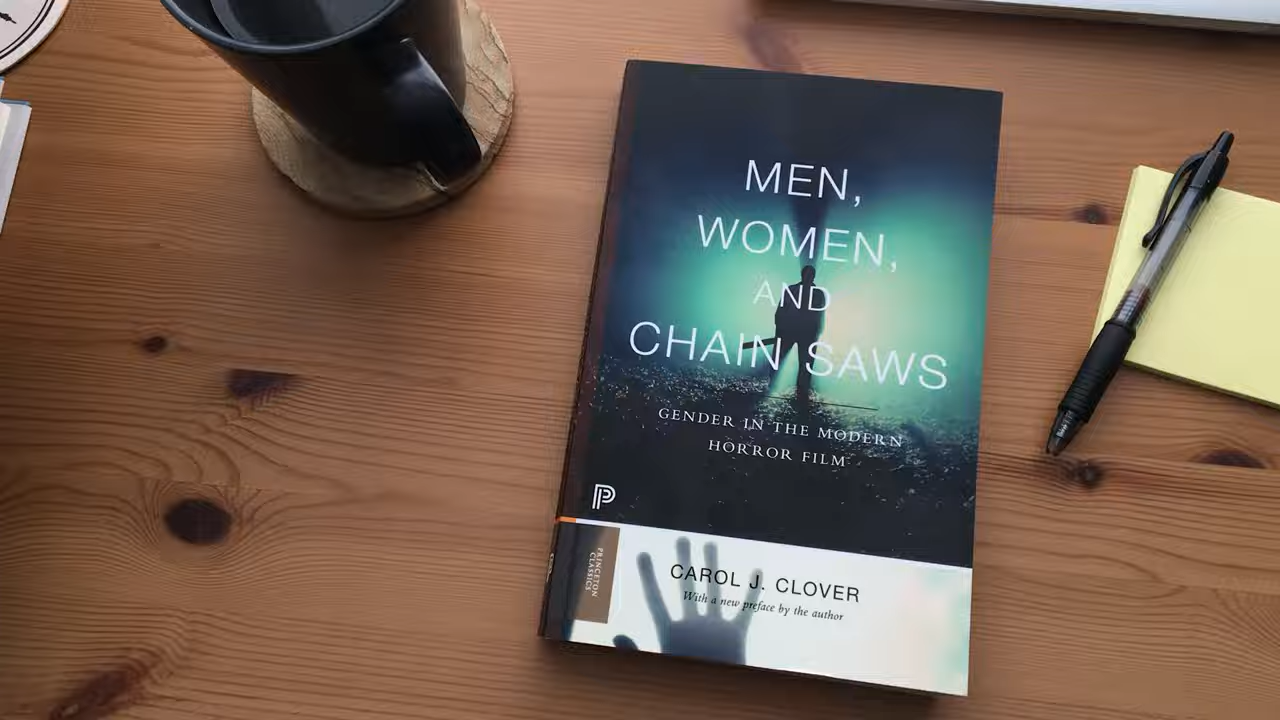 MEN,
WOMEN,
AND
CHAIN SAWS
GENDER IN THE MODERN
HORROR FILM
P
PRINCETON
CLASSICS
CAROL J. CLOVER
With a new preface by the author